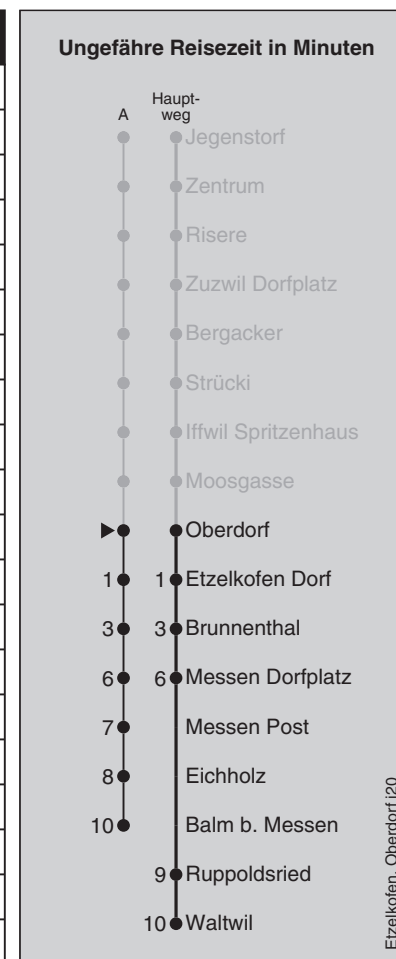 Ungefähre Reisezeit in Minuten
A
Haupt-
weg
Jegenstorf
Zentrum
Risere
Zuzwil Dorfplatz
Bergacker
Strücki
Iffwil Spritzenhaus
Moosgasse
Oberdorf
1 1 Etzelkofen Dorf
3 3 Brunnenthal
6 6 Messen Dorfplatz
7 Messen Post
8 Eichholz
10 Balm b. Messen
9 Ruppoldsried
10 Waltwil
Etzelkofen, Oberdorf j20